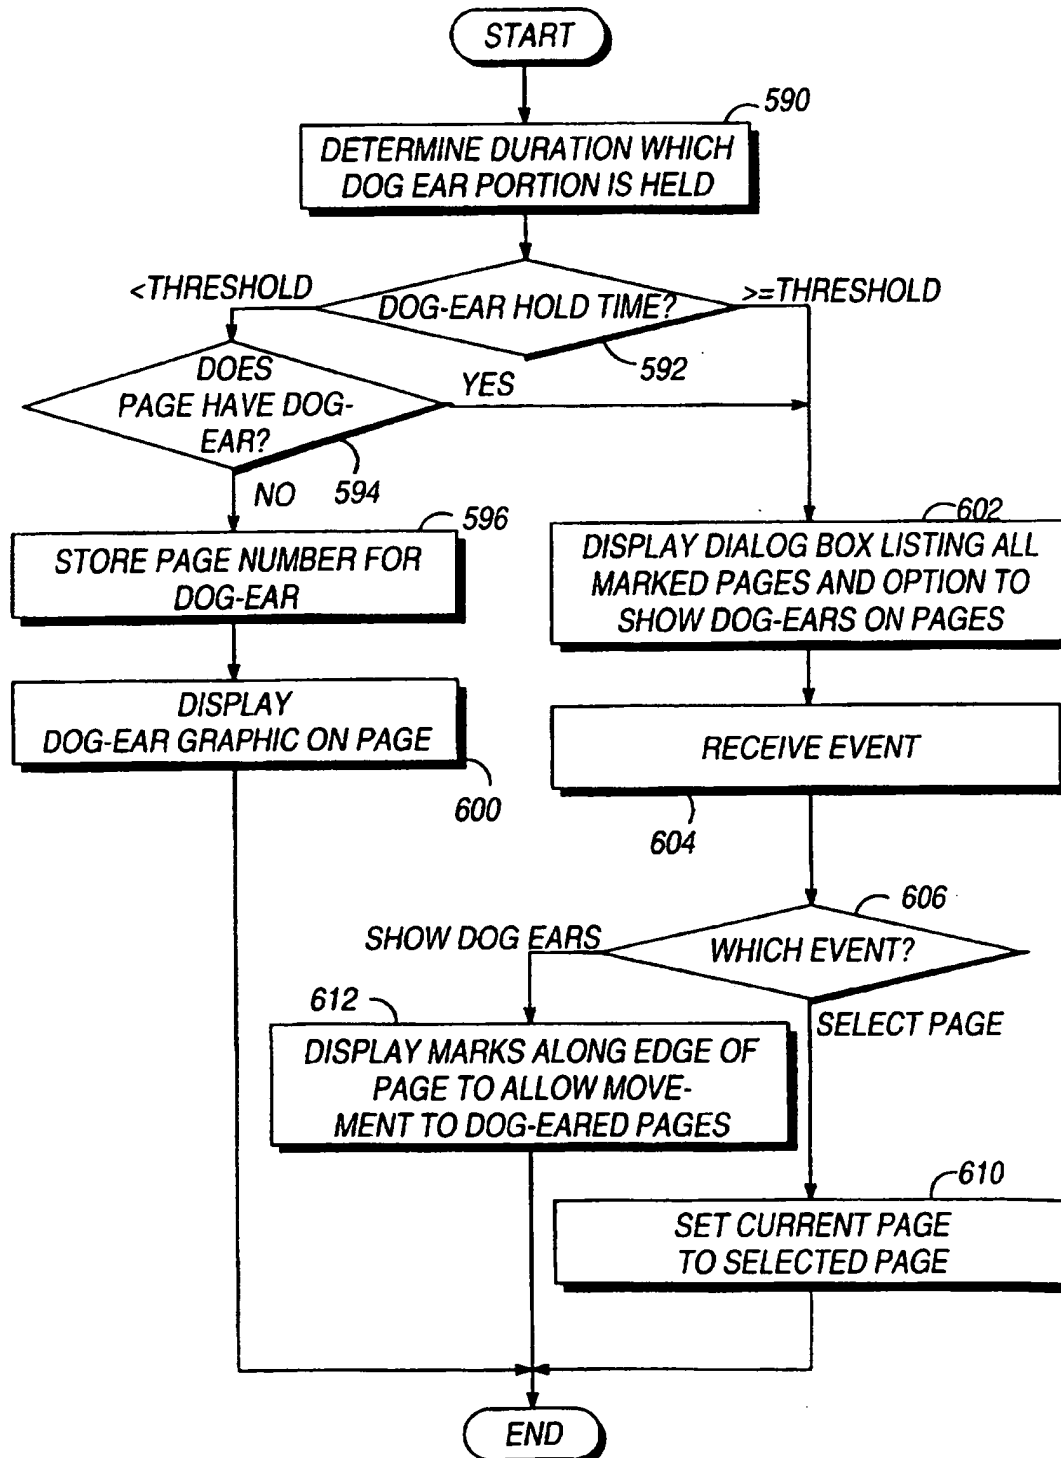 START
590
DETERMINE DURATION WHICH
DOG EAR PORTION IS HELD
<THRESHOLD
DOG-EAR HOLD TIME?
>=THRESHOLD
592
DOES
PAGE HAVE DOG-
EAR?
YES
594
NO
596
STORE PAGE NUMBER FOR
DOG-EAR
602
DISPLAY DIALOG BOX LISTING ALL
MARKED PAGES AND OPTION TO
SHOW DOG-EARS ON PAGES
DISPLAY
DOG-EAR GRAPHIC ON PAGE
600
RECEIVE EVENT
604
606
SHOW DOG EARS
WHICH EVENT?
612
SELECT PAGE
DISPLAY MARKS ALONG EDGE OF
PAGE TO ALLOW MOVE-
MENT TO DOG-EARED PAGES
610
SET CURRENT PAGE
TO SELECTED PAGE
END